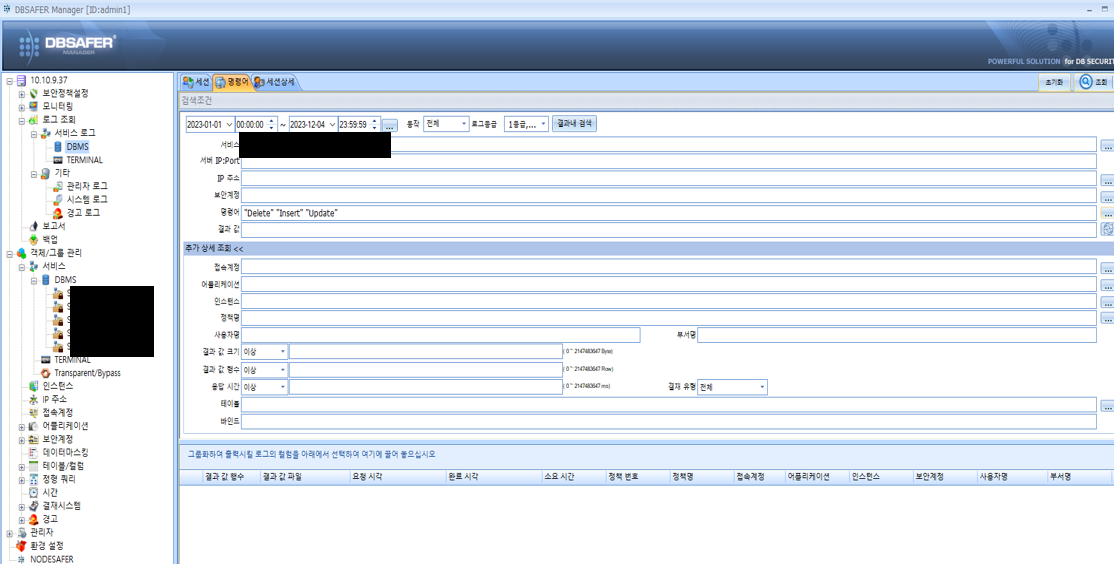 DBSAFER Manager [ID:admin1]
DBSAFER
MANAGER
POWERFUL SOLUTION for DB SECURIT
10.10.9.37
보안정책설정
모니터링
로그 조회
서비스 로그
DBMS
TERMINAL
기타
관리자 로그
시스템 로그
경고 로그
보고서
백업
객체/그룹 관리
서비스
DBMS
TERMINAL
Transparent/Bypass
인스턴스
IP 주소
접속계정
어플리케이션
보안계정
데이터마스킹
테이블/컬럼
정형 쿼리
시간
결재시스템
경고
관리자
환경 설정
NODESAFER
세션 명령어 세션상세 초기화 조회
검색조건
2023-01-01 00:00:00 ~ 2023-12-04 23:59:59 ... 동작 전체 로그등급 1등급,... 결과내 검색
서비스 ...
서버 IP:Port
IP 주소 ...
보안계정 ...
명령어 "Delete" "Insert" "Update" ...
결과 값
추가 상세 조회 <<
접속계정 ...
어플리케이션 ...
인스턴스 ...
정책명 ...
사용자명 부서명
결과 값 크기 이상 ( 0 ~ 2147483647 Byte)
결과 값 행수 이상 ( 0 ~ 2147483647 Row)
응답 시간 이상 ( 0 ~ 2147483647 ms) 결재 유형 전체
테이블 ...
바인드
그룹화하여 출력시킬 로그의 컬럼을 아래에서 선택하여 여기에 끌어 놓으십시오
결과 값 행수 결과 값 파일 요청 시각 완료 시각 소요 시간 정책 번호 정책명 접속계정 어플리케이션 인스턴스 보안계정 사용자명 부서명